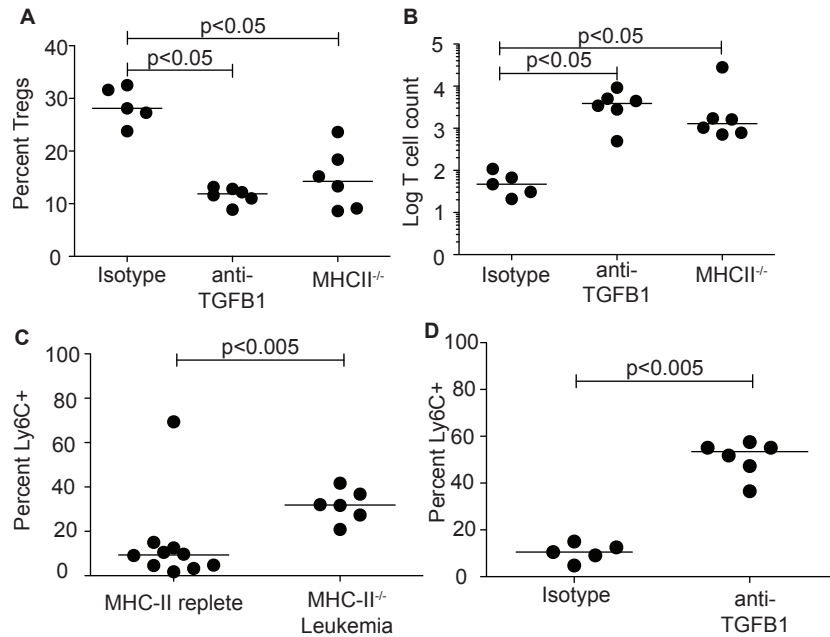 A
p<0.05
p<0.05
Percent Tregs
40
30
20
10
0
Isotype
anti-
TGFB1
MHCII-/-
B
p<0.05
p<0.05
Log T cell count
5
4
3
2
1
0
Isotype
anti-
TGFB1
MHCII-/-
C
p<0.005
Percent Ly6C+
100
80
60
40
20
0
MHC-II replete
MHC-II-/-
Leukemia
D
p<0.005
Percent Ly6C+
100
80
60
40
20
0
Isotype
anti-
TGFB1